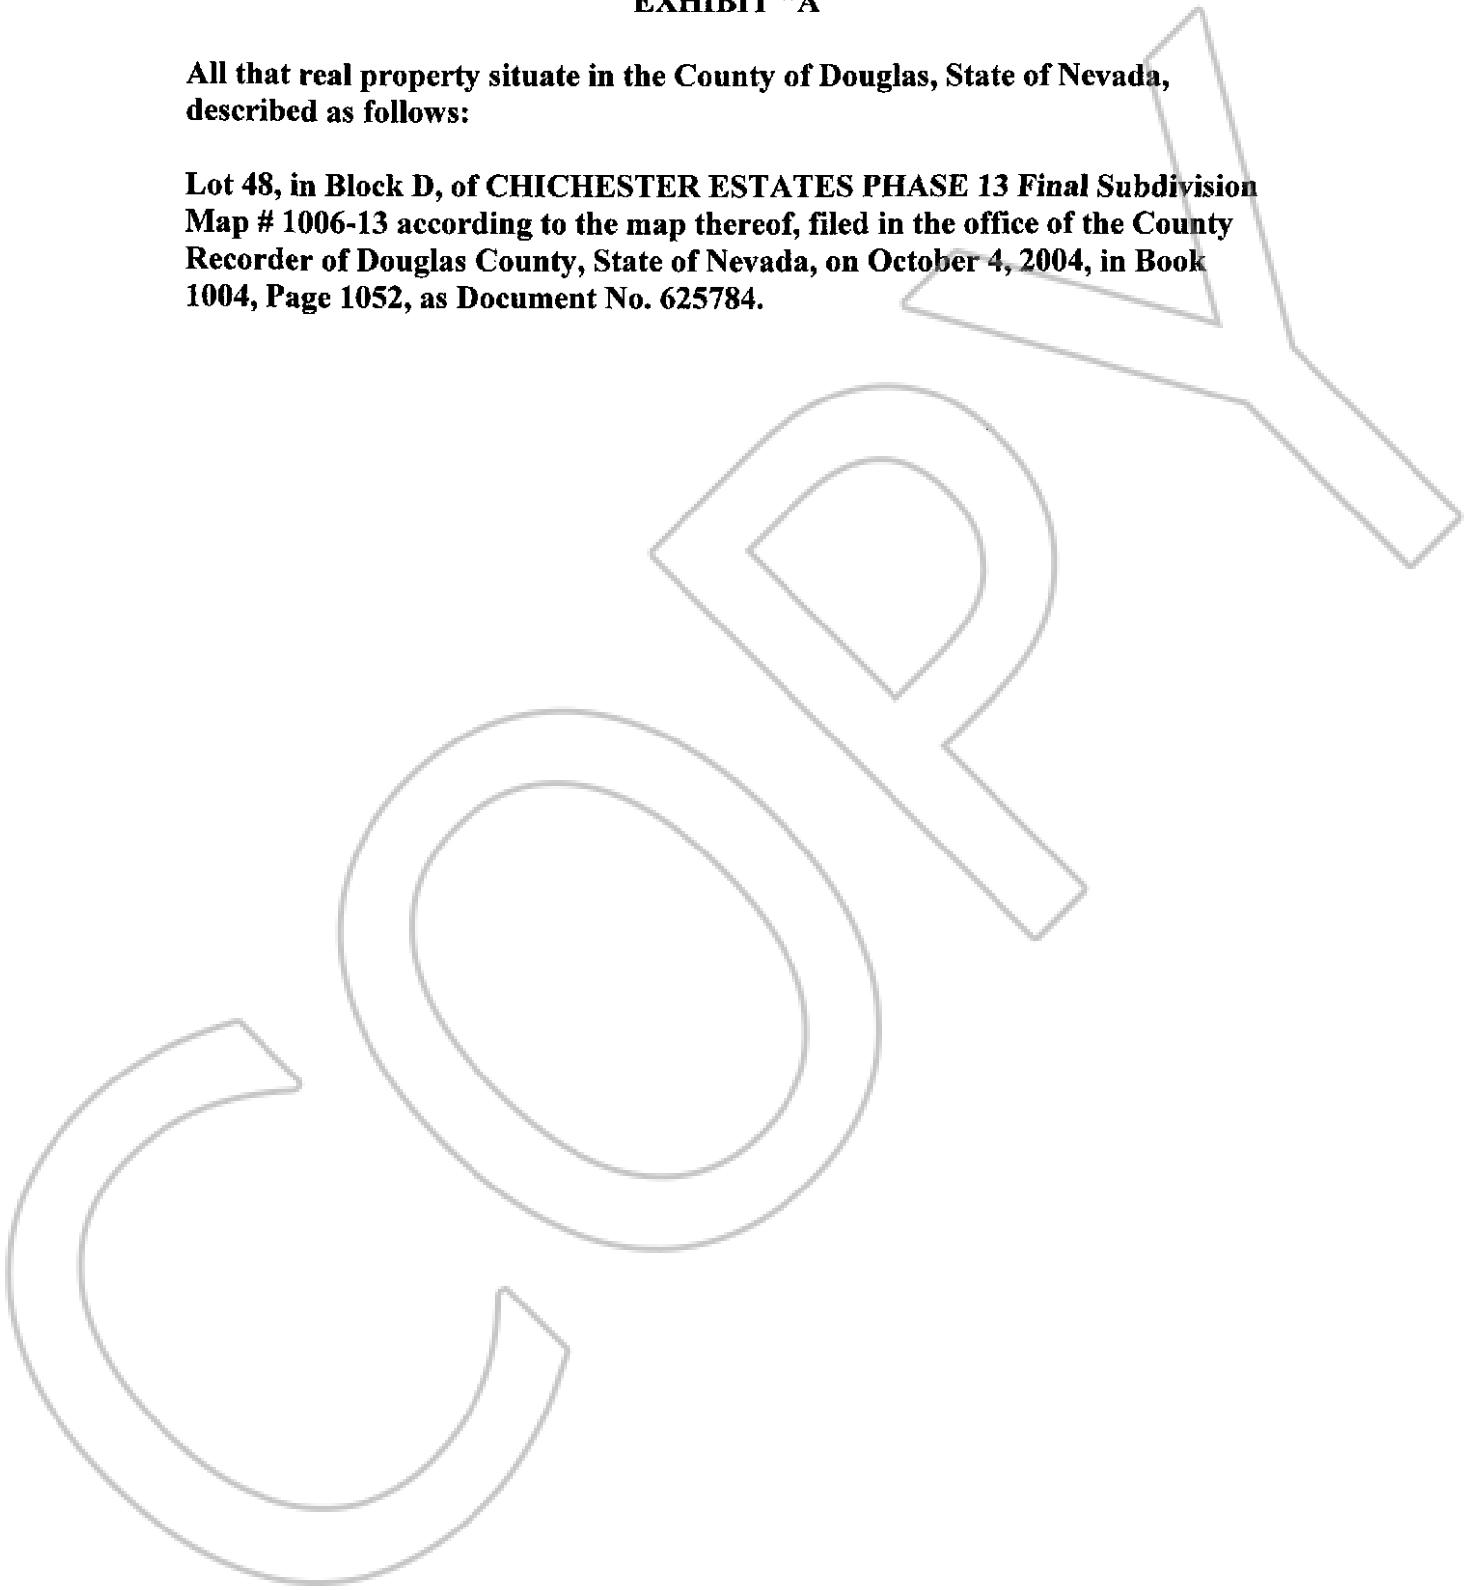 EXHIBIT "A
All that real property situate in the County of Douglas, State of Nevada,
described as follows:
Lot 48, in Block D, of CHICHESTER ESTATES PHASE 13 Final Subdivision
Map # 1006-13 according to the map thereof, filed in the office of the County
Recorder of Douglas County, State of Nevada, on October 4, 2004, in Book
1004, Page 1052, as Document No. 625784.
COPY